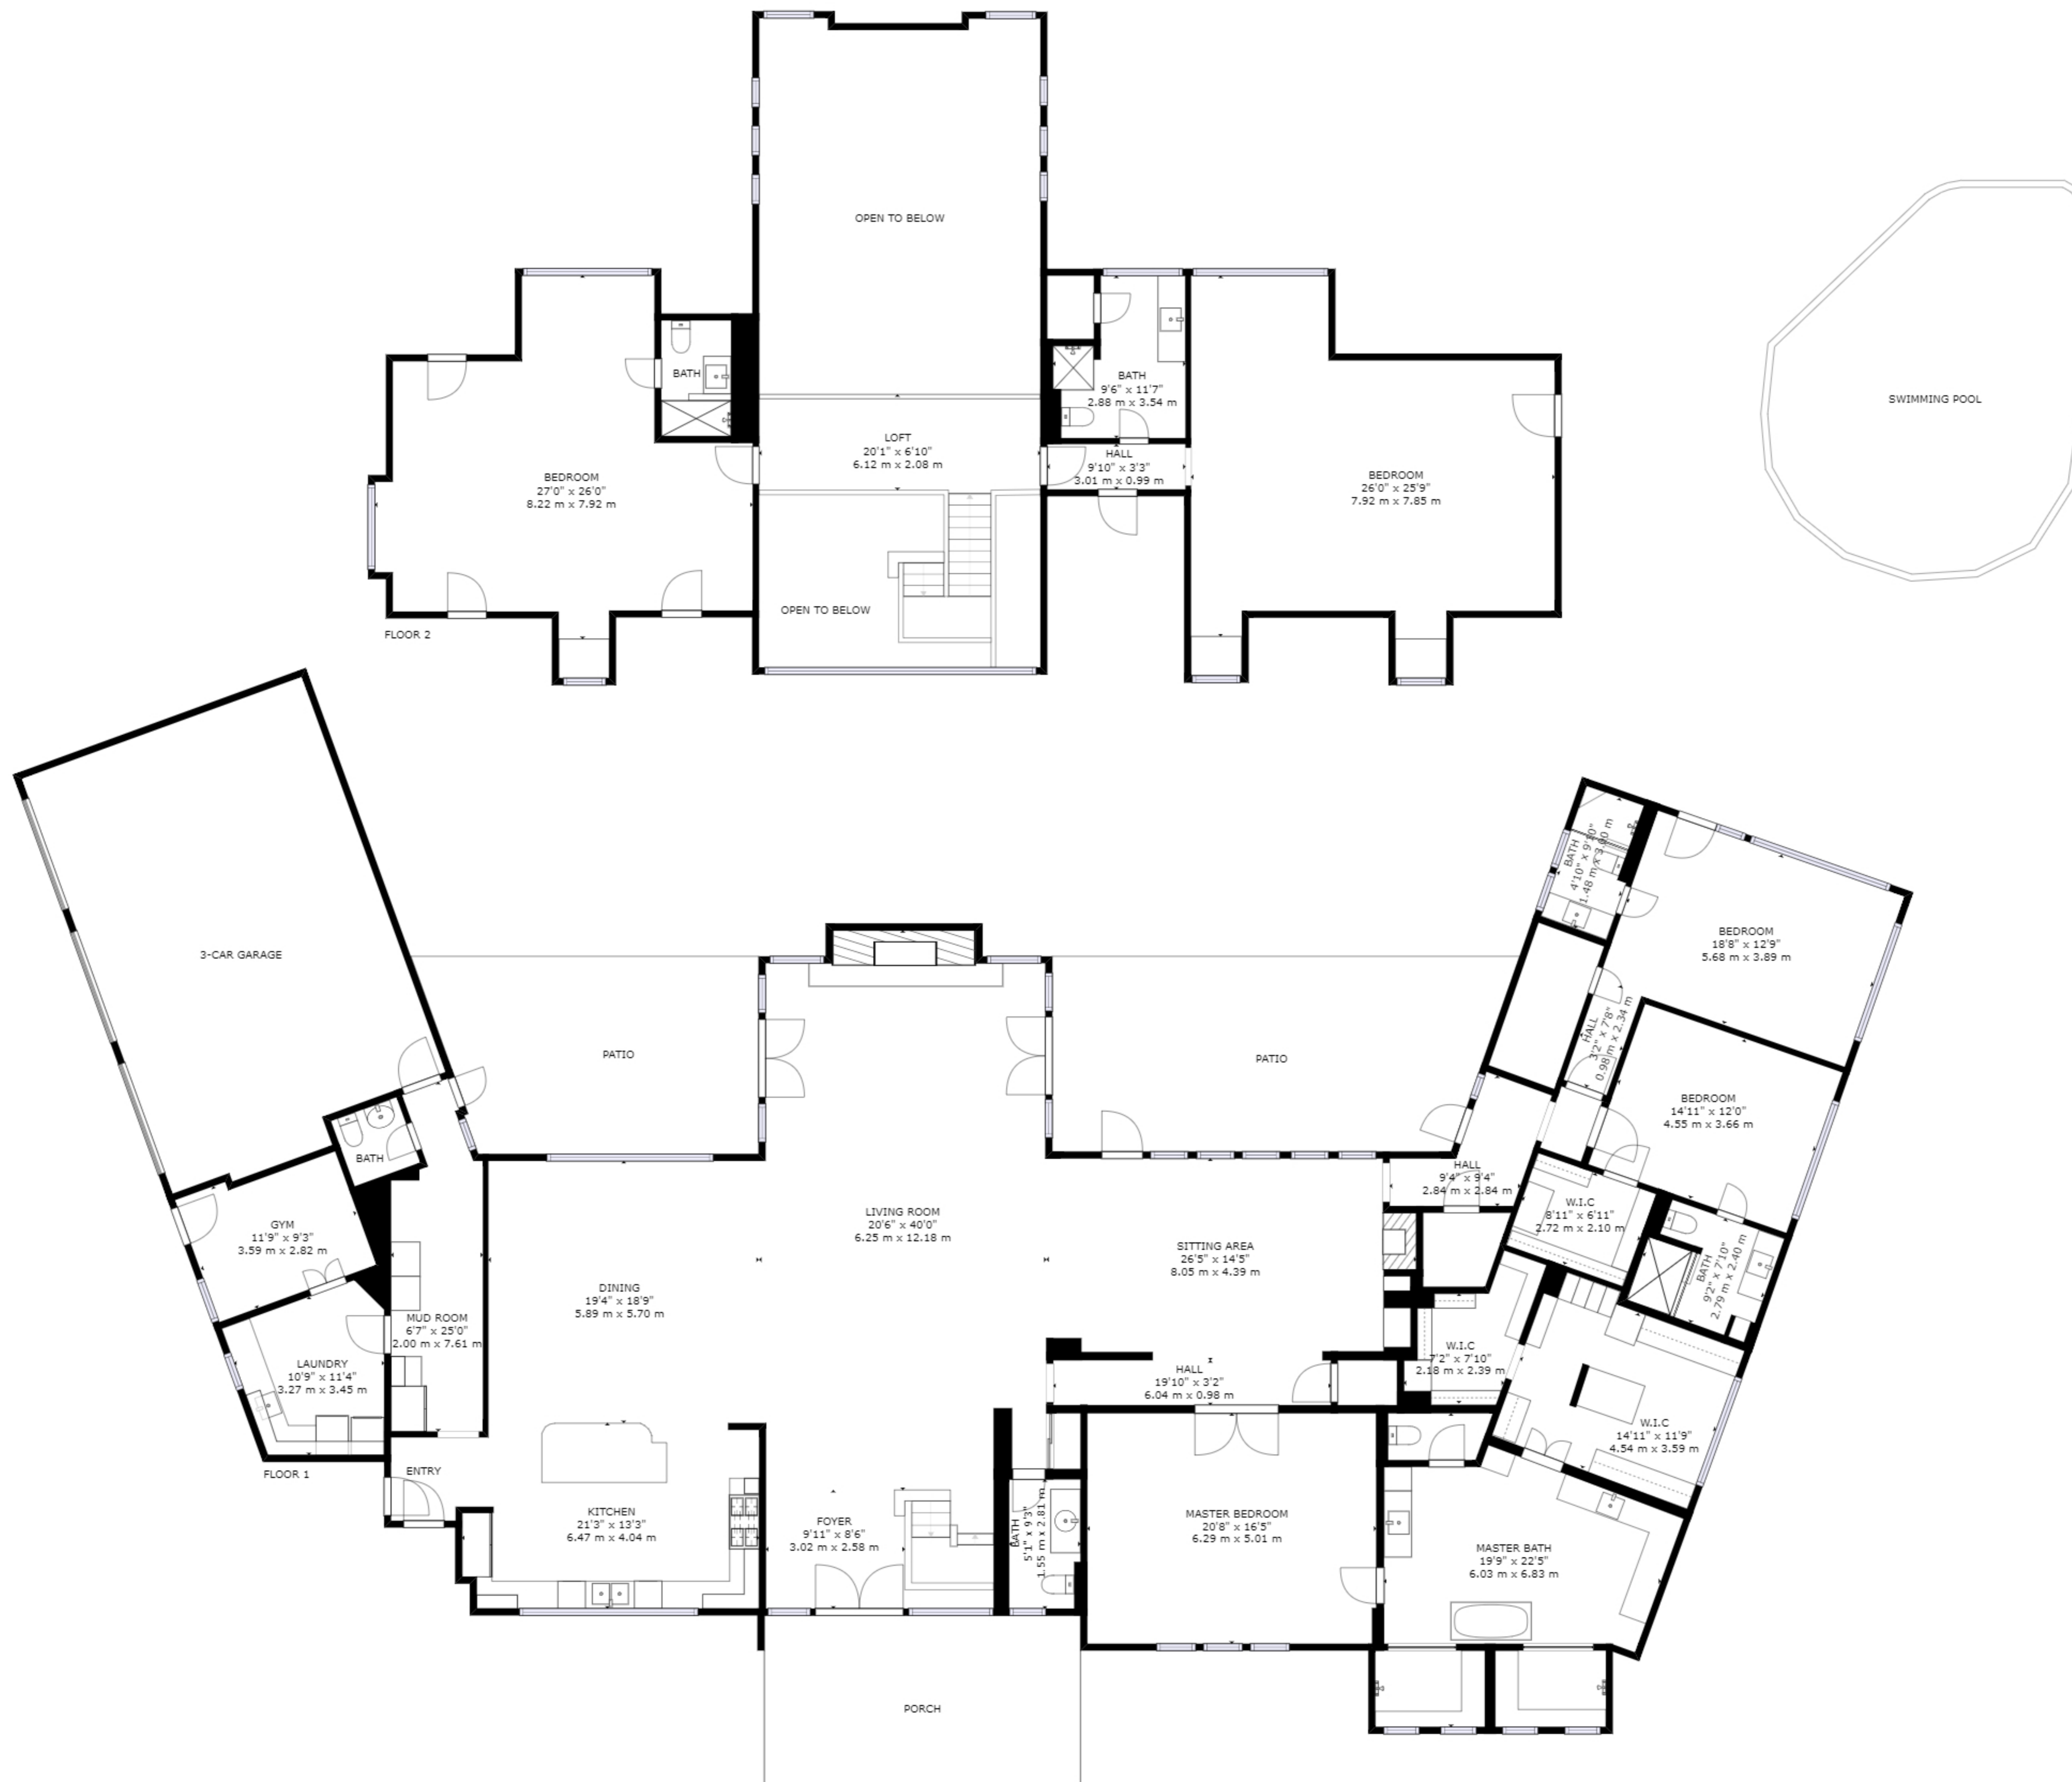 OPEN TO BELOW
SWIMMING POOL
BATH
BATH
9'6" x 11'7"
2.88 m x 3.54 m
LOFT
20'1" x 6'10"
6.12 m x 2.08 m
HALL
9'10" x 3'3"
3.01 m x 0.99 m
BEDROOM
27'0" x 26'0"
8.22 m x 7.92 m
BEDROOM
26'0" x 25'9"
7.92 m x 7.85 m
OPEN TO BELOW
FLOOR 2
3-CAR GARAGE
BATH
4'10" x 9'10"
1.48 m x 3.00 m
BEDROOM
18'8" x 12'9"
5.68 m x 3.89 m
HALL
3'2" x 7'8"
0.98 m x 2.34 m
PATIO
PATIO
BEDROOM
14'11" x 12'0"
4.55 m x 3.66 m
BATH
HALL
9'4" x 9'4"
2.84 m x 2.84 m
W.I.C
8'11" x 6'11"
2.72 m x 2.10 m
GYM
11'9" x 9'3"
3.59 m x 2.82 m
LIVING ROOM
20'6" x 40'0"
6.25 m x 12.18 m
SITTING AREA
26'5" x 14'5"
8.05 m x 4.39 m
BATH
9'2" x 7'10"
2.79 m x 2.40 m
DINING
19'4" x 18'9"
5.89 m x 5.70 m
MUD ROOM
6'7" x 25'0"
2.00 m x 7.61 m
LAUNDRY
10'9" x 11'4"
3.27 m x 3.45 m
W.I.C
7'2" x 7'10"
2.18 m x 2.39 m
HALL
19'10" x 3'2"
6.04 m x 0.98 m
W.I.C
14'11" x 11'9"
4.54 m x 3.59 m
FLOOR 1
ENTRY
KITCHEN
21'3" x 13'3"
6.47 m x 4.04 m
FOYER
9'11" x 8'6"
3.02 m x 2.58 m
BATH
5'1" x 9'3"
1.55 m x 2.81 m
MASTER BEDROOM
20'8" x 16'5"
6.29 m x 5.01 m
MASTER BATH
19'9" x 22'5"
6.03 m x 6.83 m
PORCH